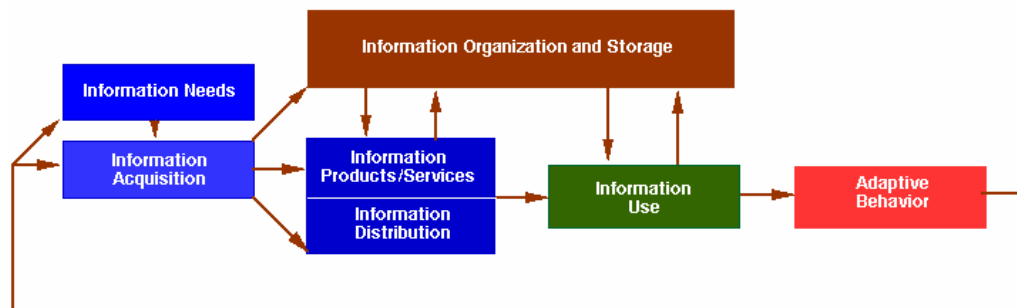 Information Organization and Storage
Information Needs
Information
Acquisition
Information
Products/Services
Information
Distribution
Information
Use
Adaptive
Behavior